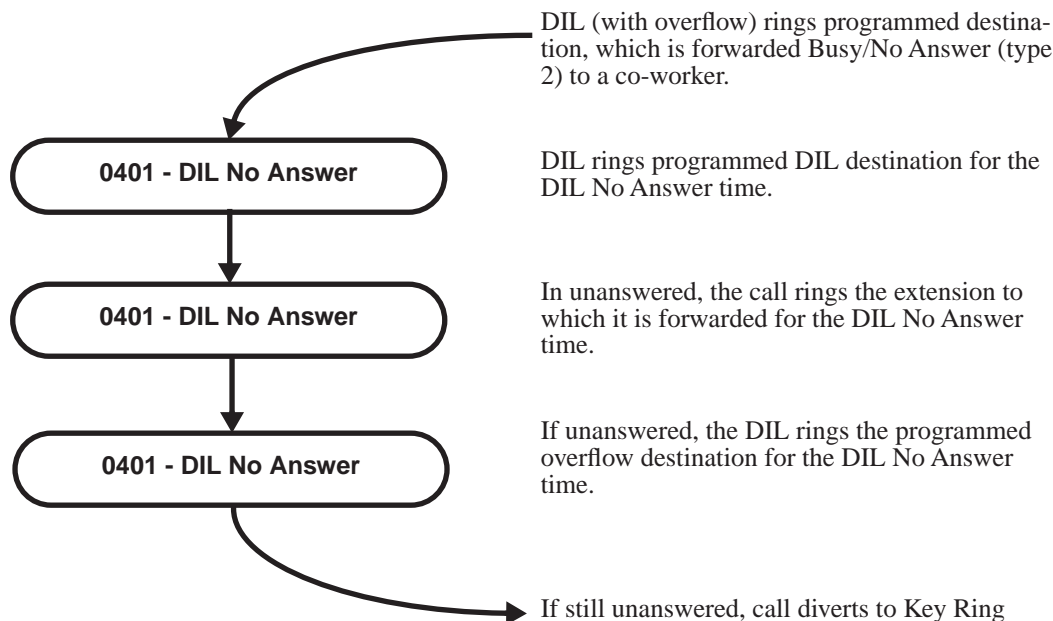 DIL (with overflow) rings programmed destina-
tion, which is forwarded Busy/No Answer (type
2) to a co-worker.
0401 - DIL No Answer
DIL rings programmed DIL destination for the
DIL No Answer time.
0401 - DIL No Answer
In unanswered, the call rings the extension to
which it is forwarded for the DIL No Answer
time.
0401 - DIL No Answer
If unanswered, the DIL rings the programmed
overflow destination for the DIL No Answer
time.
If still unanswered, call diverts to Key Ring